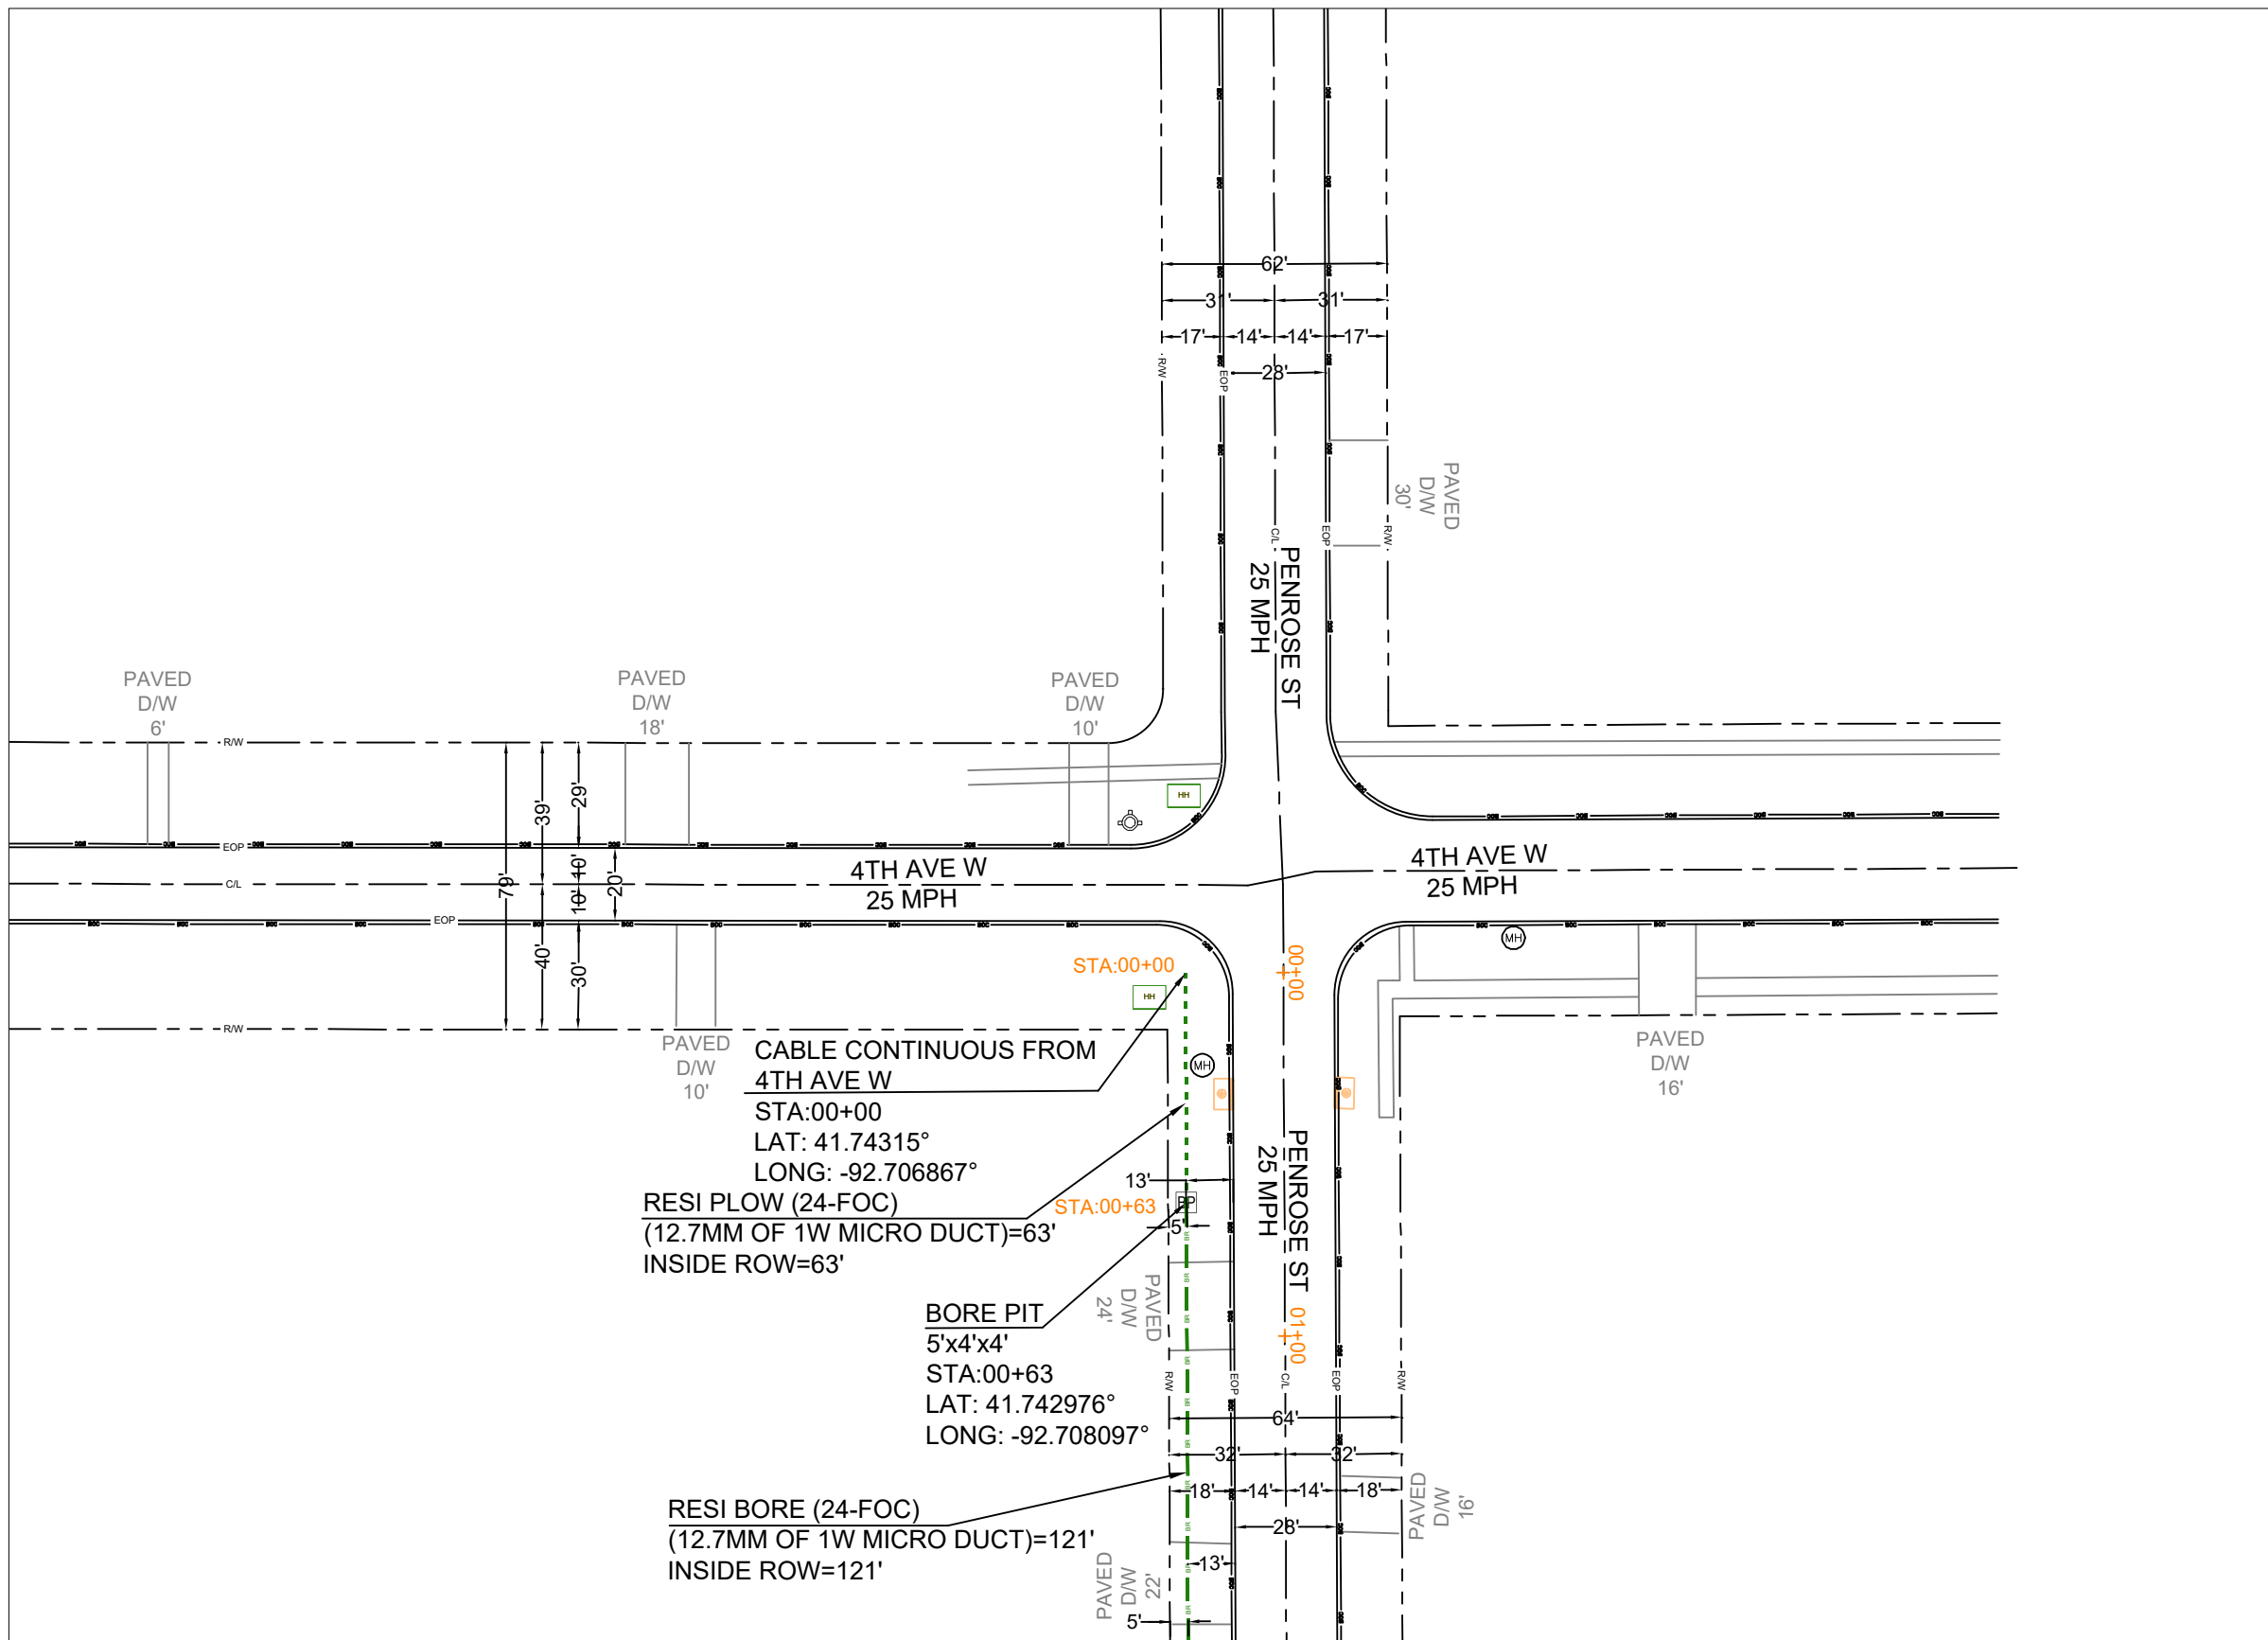 62'
31'
31'
17'
14'
14'
17'
28'
R/W
EOP
PAVED
D/W
30'
C/L
EOP
R/W
PENROSE ST
25 MPH
PAVED
D/W
6'
PAVED
D/W
18'
PAVED
D/W
10'
R/W
29'
39'
79'
10'
20'
10'
40'
30'
HH
EOP
C/L
EOP
R/W
4TH AVE W
25 MPH
4TH AVE W
25 MPH
MH
STA:00+00
00+00
HH
MH
PAVED
D/W
10'
PAVED
D/W
16'
CABLE CONTINUOUS FROM
4TH AVE W
STA:00+00
LAT: 41.74315°
LONG: -92.706867°
RESI PLOW (24-FOC)
(12.7MM OF 1W MICRO DUCT)=63'
INSIDE ROW=63'
13'
STA:00+63
BP
5'
PENROSE ST
25 MPH
PAVED
D/W
24'
01+00
BORE PIT
5'x4'x4'
STA:00+63
LAT: 41.742976°
LONG: -92.708097°
R/W
EOP
C/L
EOP
R/W
64'
32'
32'
18'
14'
14'
18'
28'
PAVED
D/W
16'
RESI BORE (24-FOC)
(12.7MM OF 1W MICRO DUCT)=121'
INSIDE ROW=121'
13'
PAVED
D/W
22'
5'